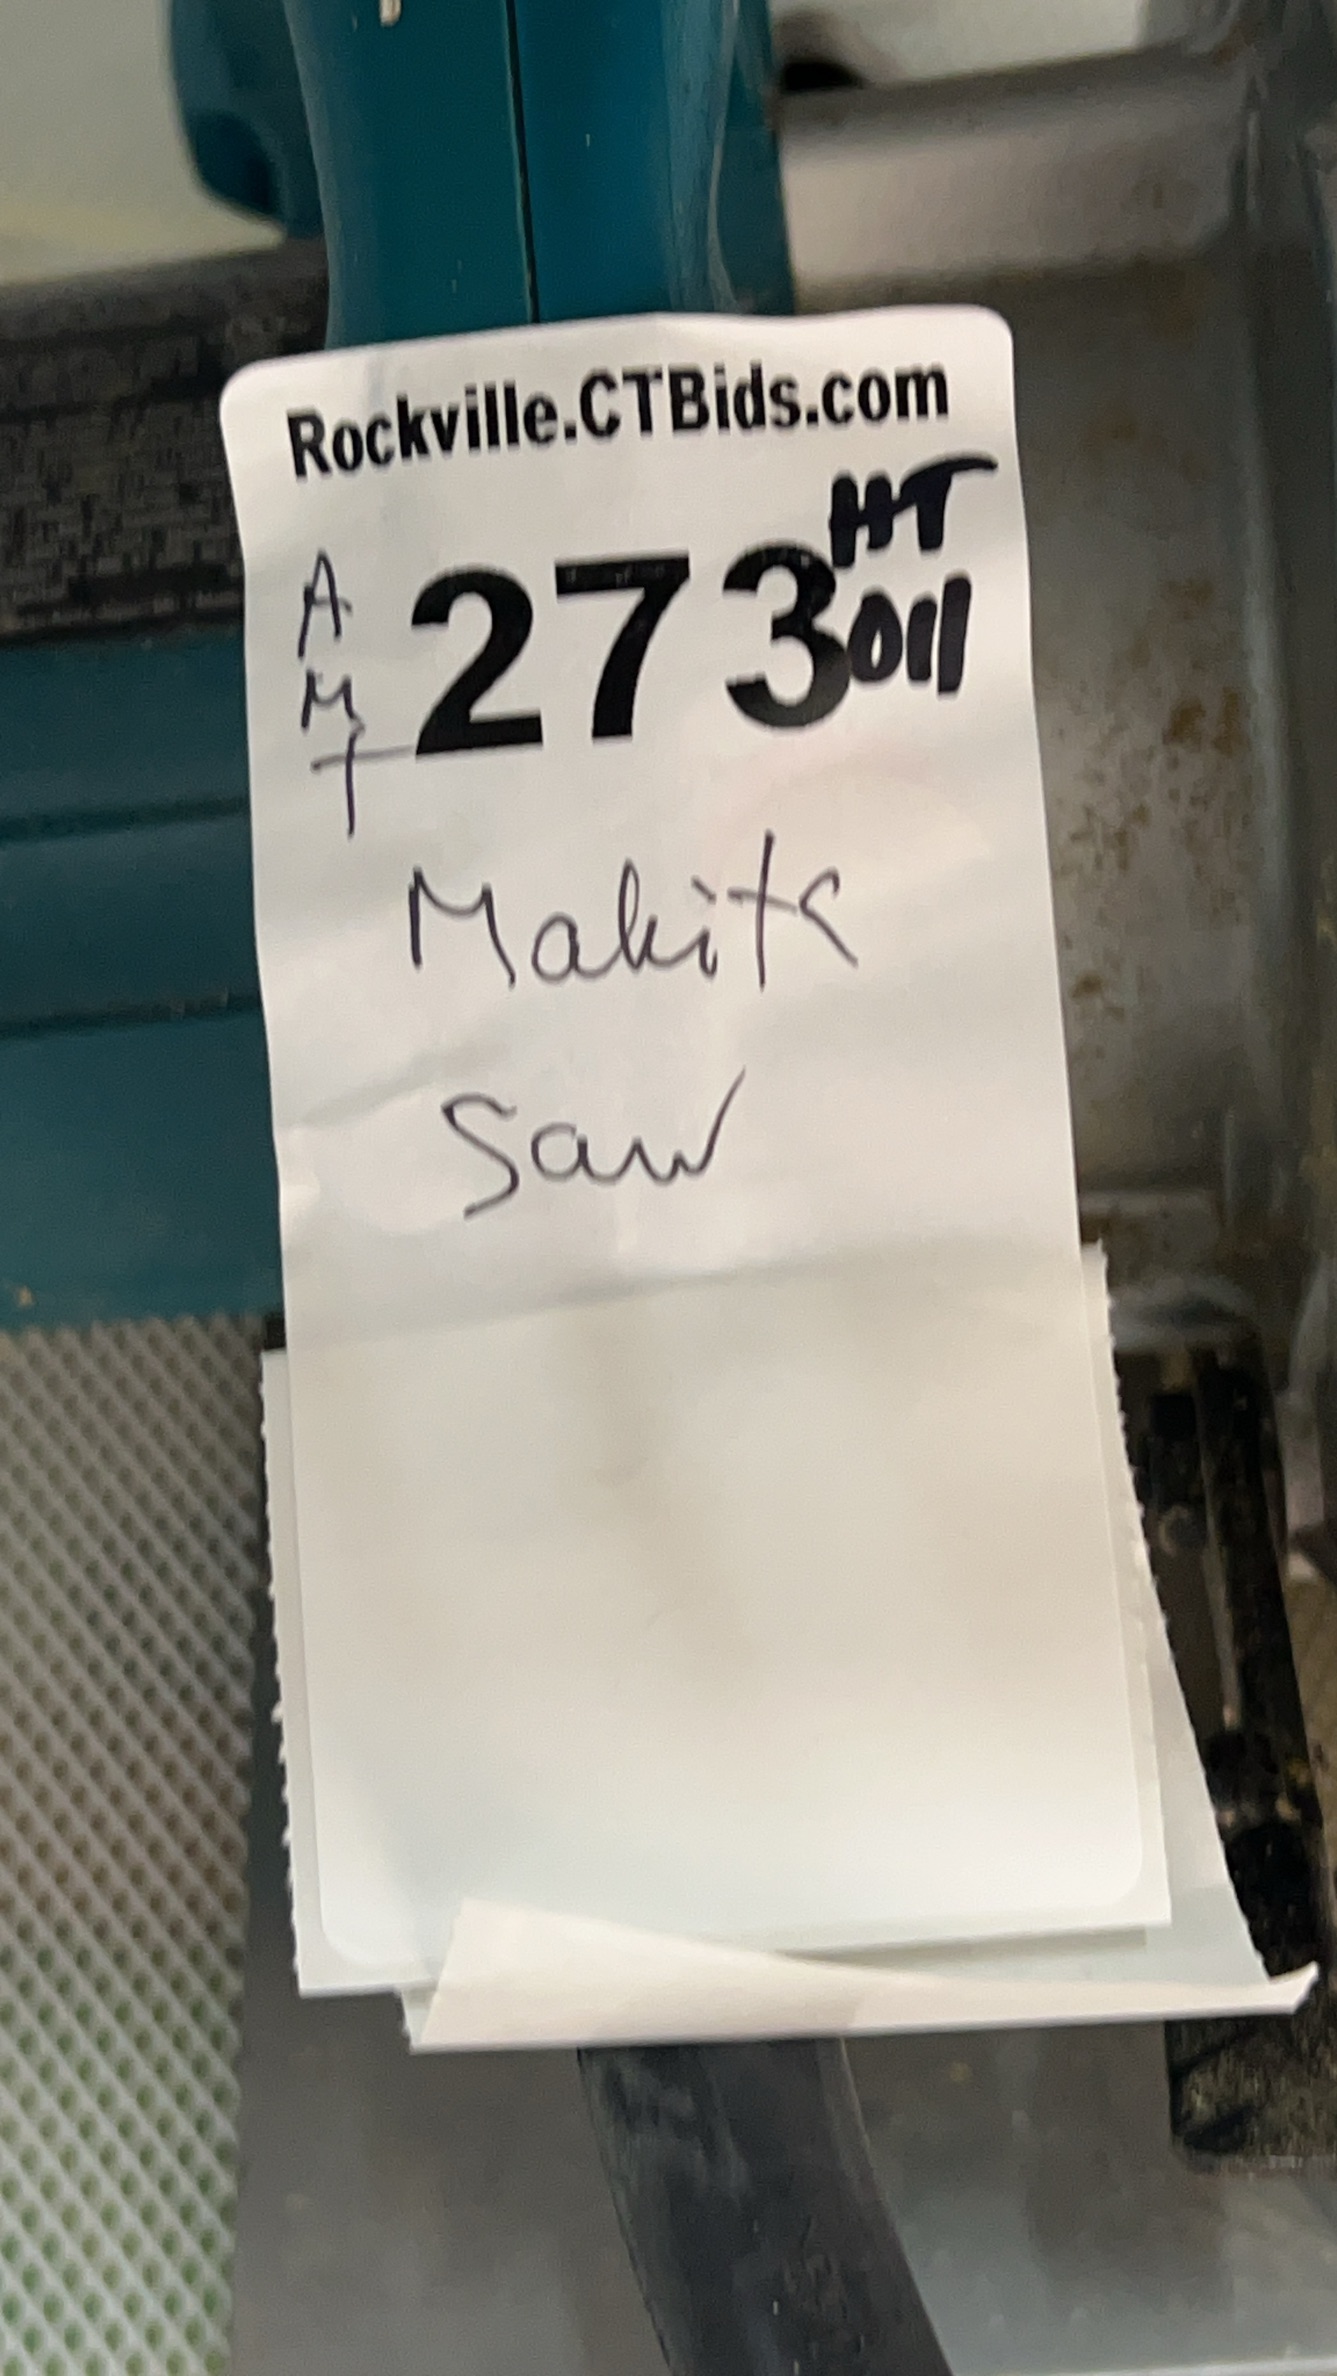 Rockville.CTBids.com
HT
AMT 273 011
Makita
Saw